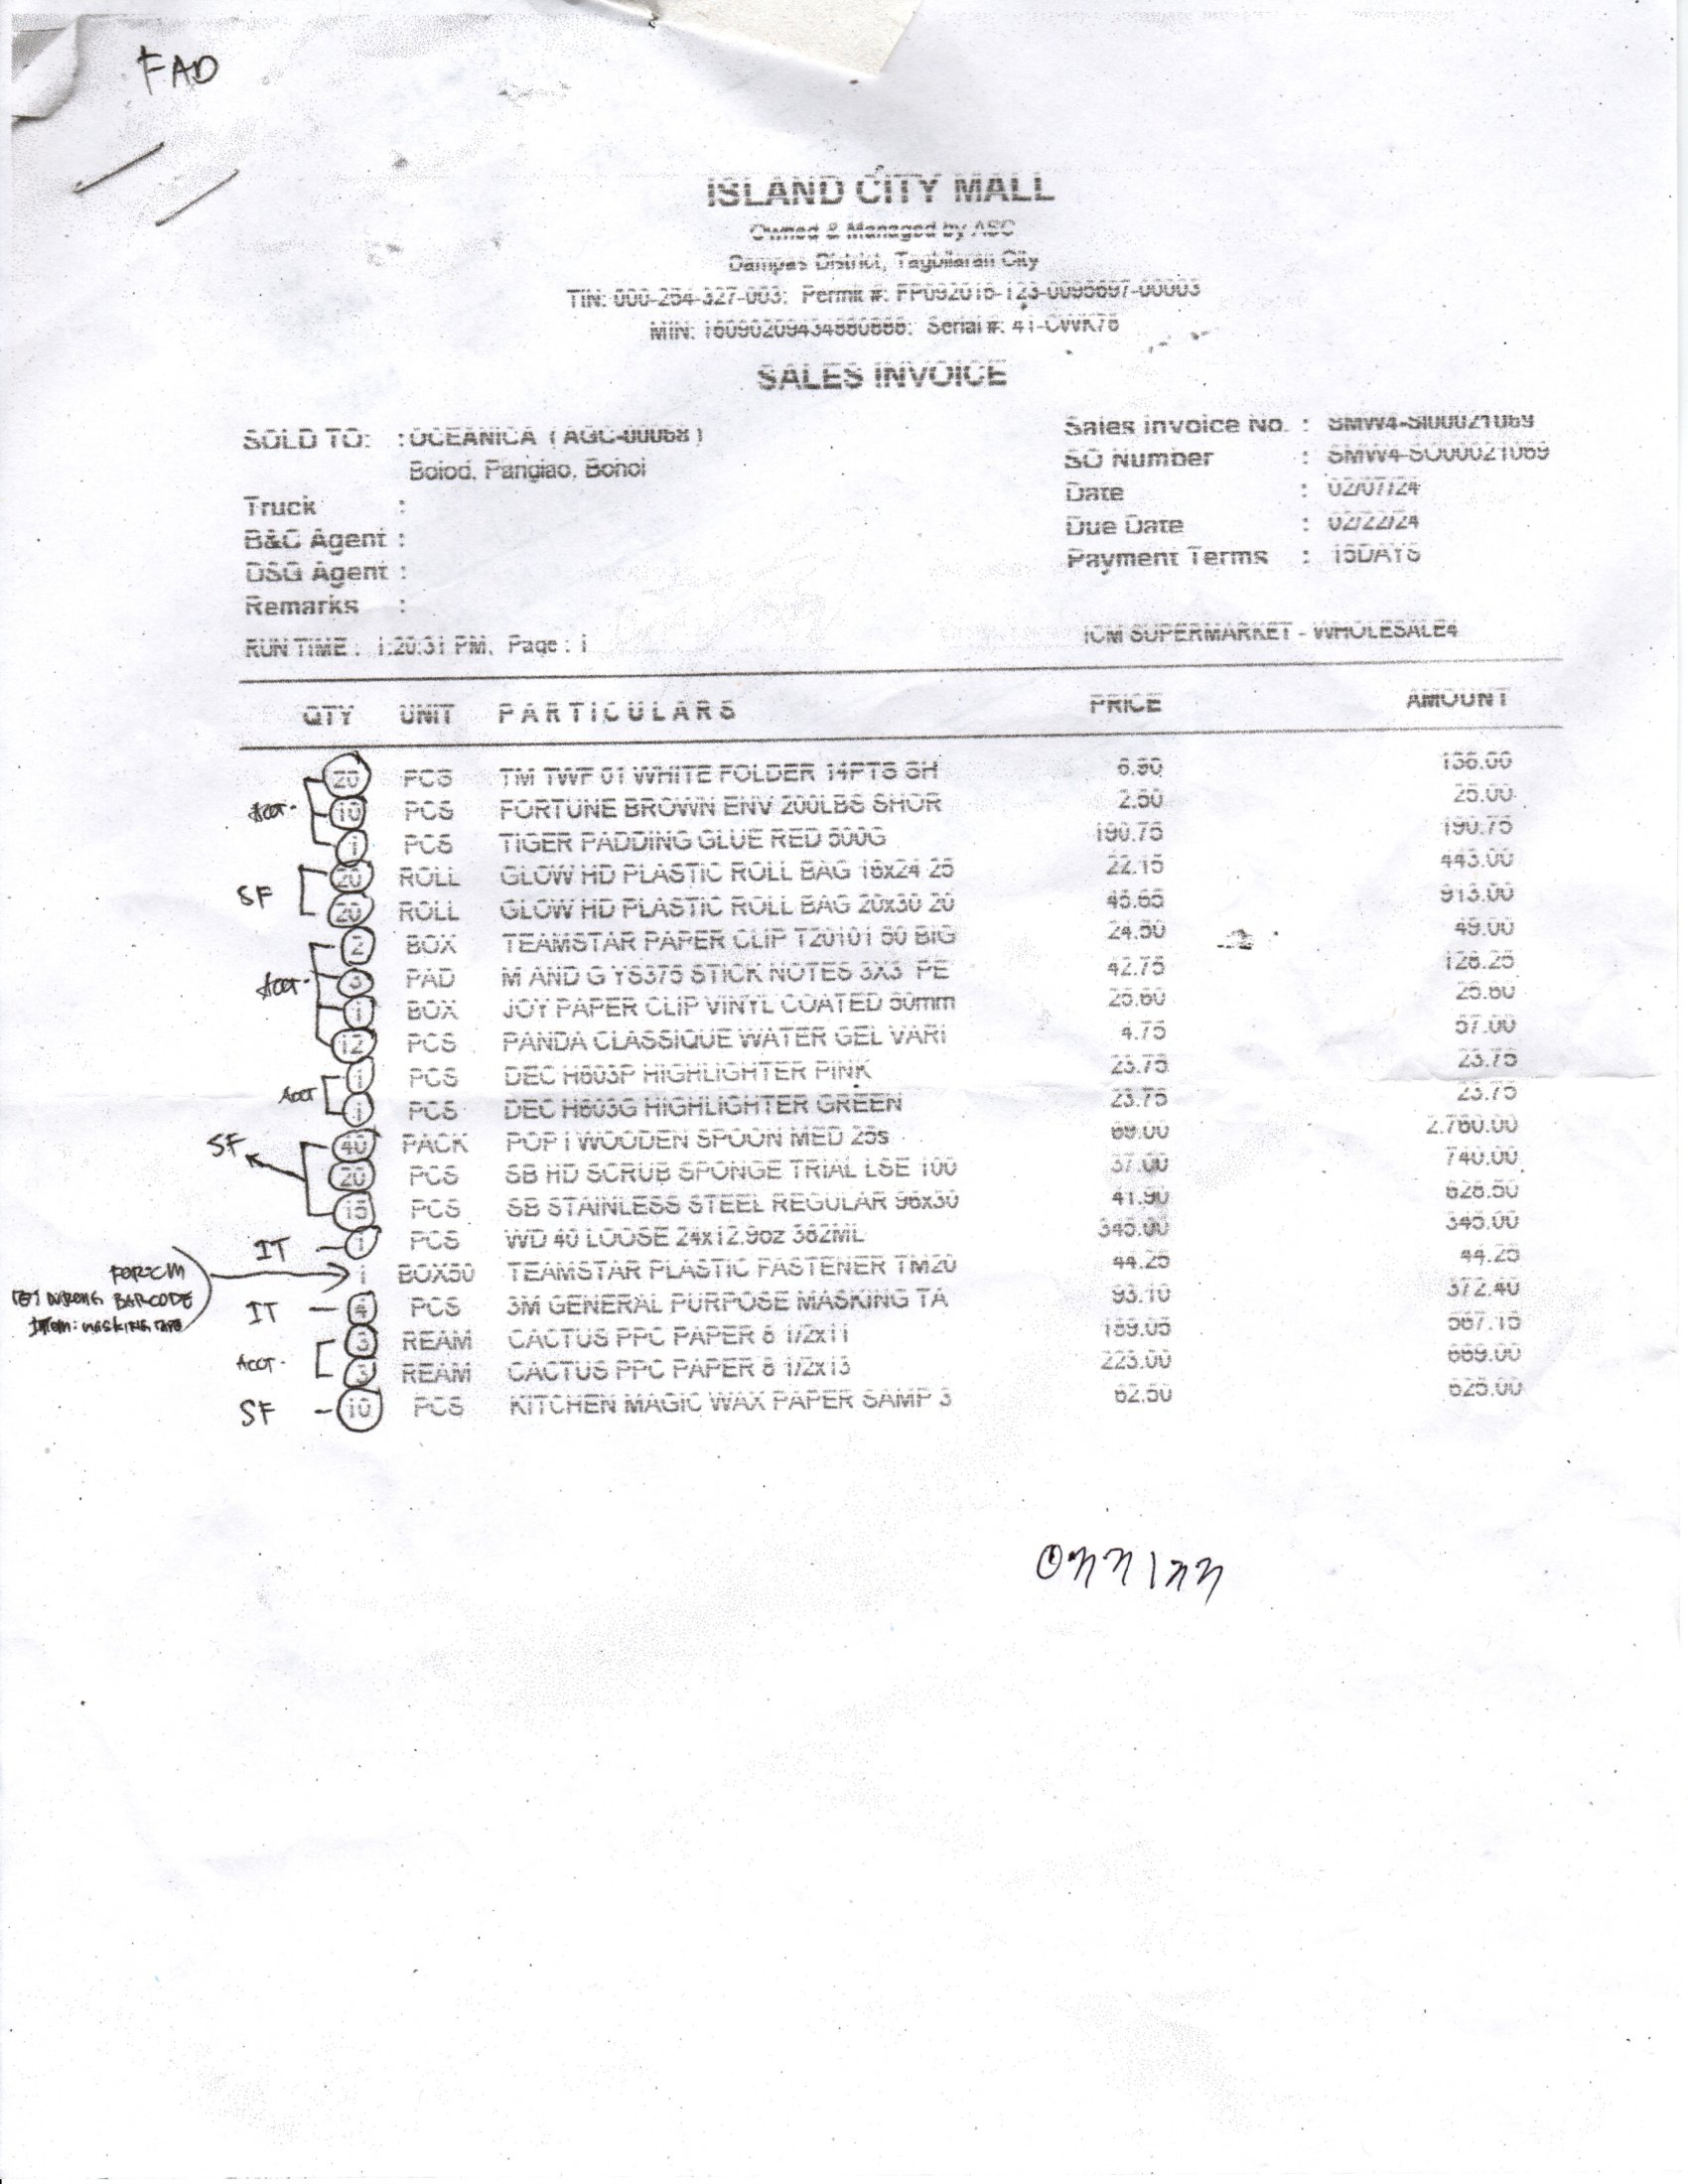 FAD
ISLAND CITY MALL
Owned & Managed by ASC
Dampas District, Tagbilaran City
TIN: 000-254-327-003; Permit #:
MIN: Serial #: 41-CWK76
SALES INVOICE
SOLD TO: : OCEANICA ( AGC-00068 )
Bolod, Panglao, Bohol
Truck :
B&C Agent :
DSG Agent :
Remarks :
Sales Invoice No. : SMW4-SI00021069
SO Number : SMW4-SO00021069
Date : 02/07/24
Due Date : 02/22/24
Payment Terms : 15DAYS
RUN TIME : 1:20:31 PM, Page : 1
ICM SUPERMARKET - WHOLESALE4
QTY UNIT PARTICULARS PRICE AMOUNT
20 PCS TM TWF 01 WHITE FOLDER 14PTS SH 6.90 138.00
Acct. 10 PCS FORTUNE BROWN ENV 200LBS SHOR 2.50 25.00
1 PCS TIGER PADDING GLUE RED 500G 190.75 190.75
SF 20 ROLL GLOW HD PLASTIC ROLL BAG 16x24 25 22.15 443.00
20 ROLL GLOW HD PLASTIC ROLL BAG 20x30 20 45.65 913.00
2 BOX TEAMSTAR PAPER CLIP T20101 50 BIG 24.50 49.00
Acct. 3 PAD M AND G YS375 STICK NOTES 3X3 PE 42.75 128.25
1 BOX JOY PAPER CLIP VINYL COATED 50mm 25.60 25.60
12 PCS PANDA CLASSIQUE WATER GEL VARI 4.75 57.00
Acct 1 PCS DEC H603P HIGHLIGHTER PINK 23.75 23.75
1 PCS DEC H603G HIGHLIGHTER GREEN 23.75 23.75
SF 40 PACK POP I WOODEN SPOON MED 25s 69.00 2,760.00
20 PCS SB HD SCRUB SPONGE TRIAL LSE 100 37.00 740.00
15 PCS SB STAINLESS STEEL REGULAR 96x30 41.90 628.50
IT 1 PCS WD 40 LOOSE 24x12.9oz 382ML 345.00 345.00
FOR:CM 1 BOX50 TEAMSTAR PLASTIC FASTENER TM20 44.25 44.25
WRONG BARCODE
ITEM: MASKING TAPE
IT 4 PCS 3M GENERAL PURPOSE MASKING TA 93.10 372.40
Acct. 3 REAM CACTUS PPC PAPER 8 1/2x11 189.05 567.15
3 REAM CACTUS PPC PAPER 8 1/2x13 223.00 669.00
SF 10 PCS KITCHEN MAGIC WAX PAPER SAMP 3 62.50 625.00